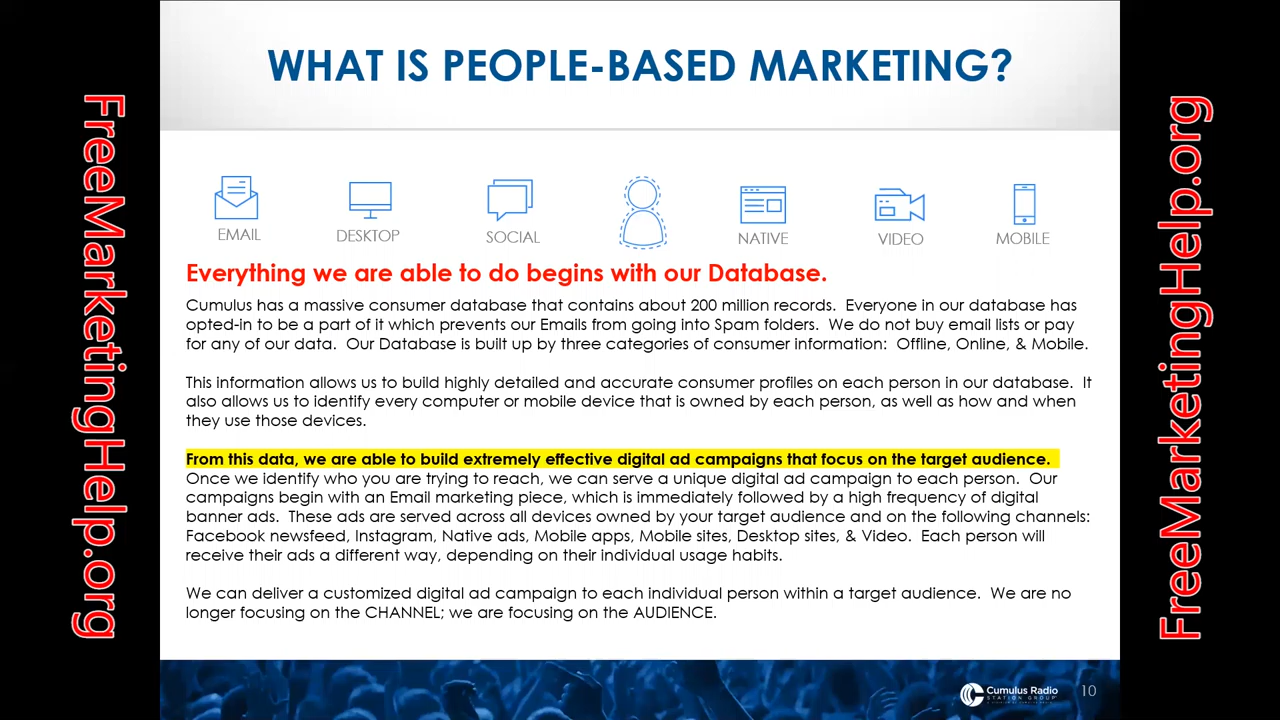 WHAT IS PEOPLE-BASED MARKETING?
FreeMarketingHelp.org
FreeMarketingHelp.org
EMAIL
DESKTOP
SOCIAL
NATIVE
VIDEO
MOBILE
Everything we are able to do begins with our Database.
Cumulus has a massive consumer database that contains about 200 million records. Everyone in our database has
opted-in to be a part of it which prevents our Emails from going into Spam folders. We do not buy email lists or pay
for any of our data. Our Database is built up by three categories of consumer information: Offline, Online, & Mobile.
This information allows us to build highly detailed and accurate consumer profiles on each person in our database. It
also allows us to identify every computer or mobile device that is owned by each person, as well as how and when
they use those devices.
From this data, we are able to build extremely effective digital ad campaigns that focus on the target audience.
Once we identify who you are trying to reach, we can serve a unique digital ad campaign to each person. Our
campaigns begin with an Email marketing piece, which is immediately followed by a high frequency of digital
banner ads. These ads are served across all devices owned by your target audience and on the following channels:
Facebook newsfeed, Instagram, Native ads, Mobile apps, Mobile sites, Desktop sites, & Video. Each person will
receive their ads a different way, depending on their individual usage habits.
We can deliver a customized digital ad campaign to each individual person within a target audience. We are no
longer focusing on the CHANNEL; we are focusing on the AUDIENCE.
Cumulus Radio
STATION GROUP
10